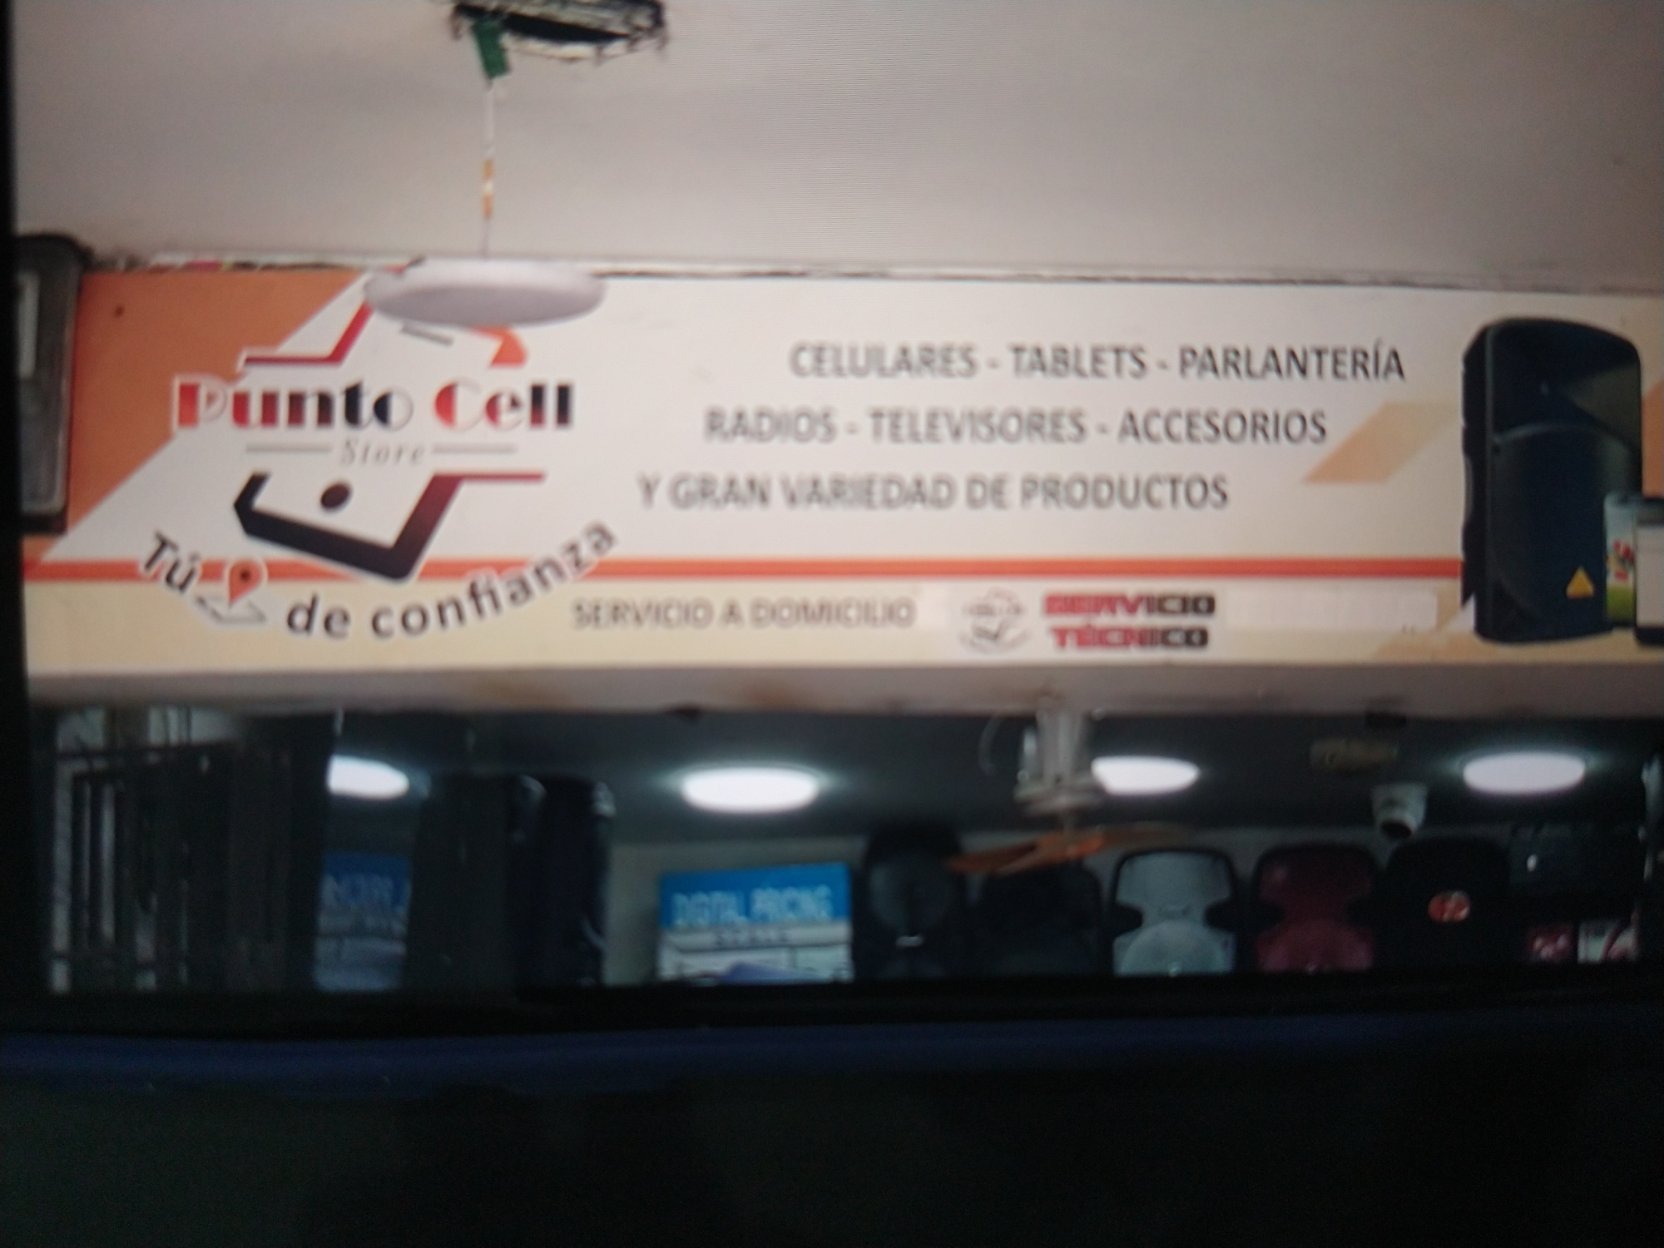 Punto Cell
Store
Tú de confianza
CELULARES - TABLETS - PARLANTERÍA
RADIOS - TELEVISORES - ACCESORIOS
Y GRAN VARIEDAD DE PRODUCTOS
SERVICIO A DOMICILIO
SERVICIO
TÉCNICO